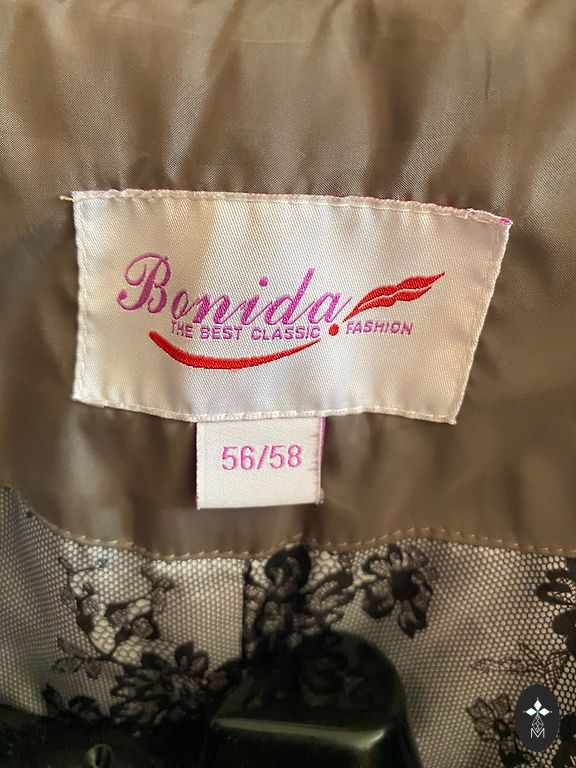 Bonida
THE BEST CLASSIC FASHION
56/58
M